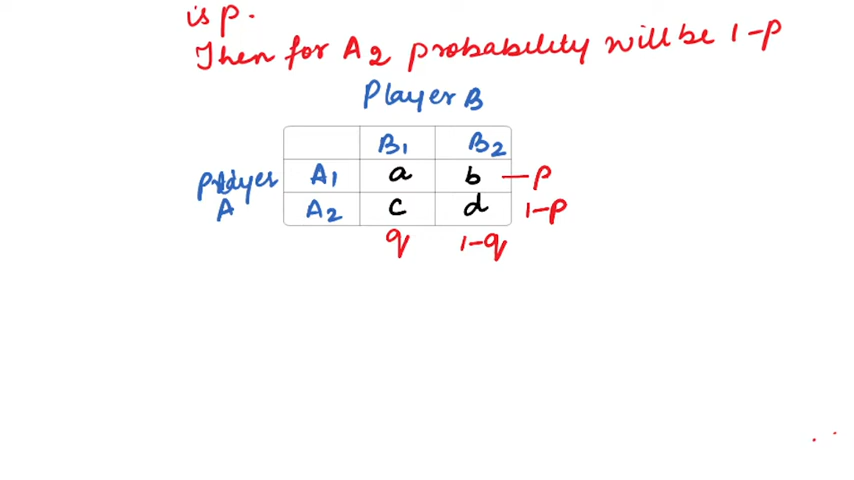 is p.
Then for A2 probability will be 1-p
Player B
B1 B2
Player A1 a b — p
A A2 c d 1-p
q 1-q